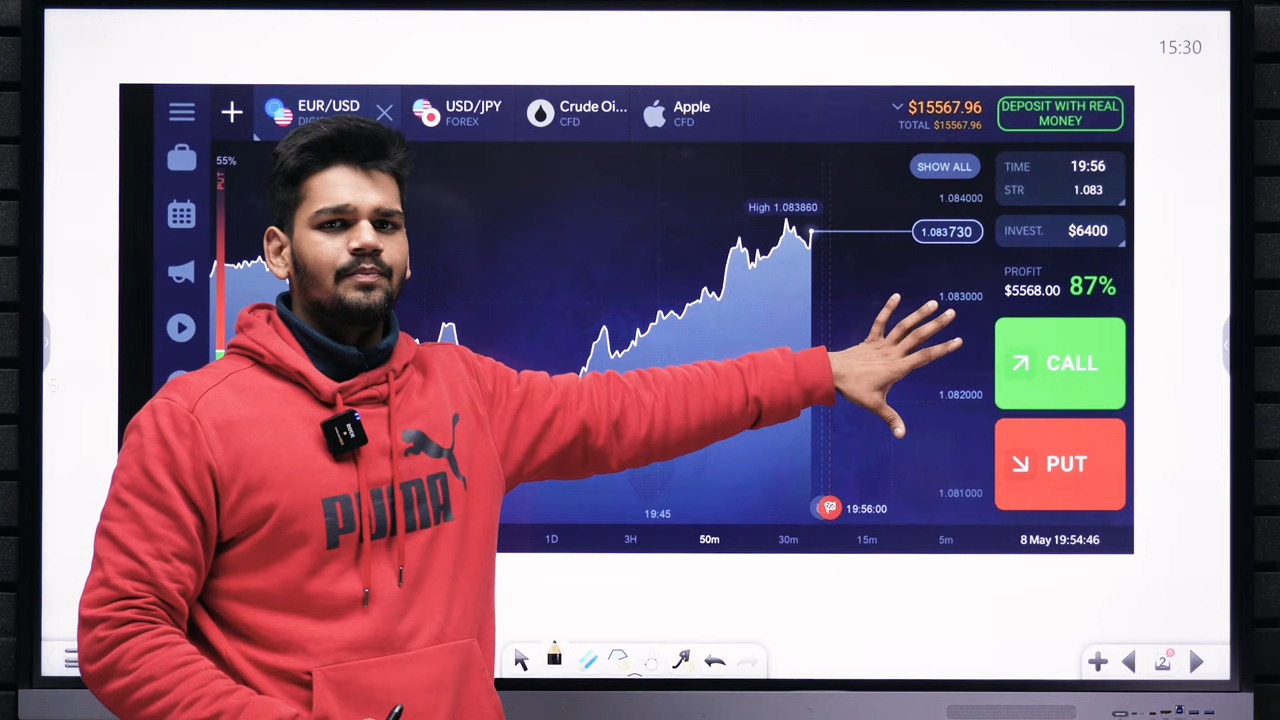 15:30
EUR/USD
USD/JPY
FOREX
Crude Oi...
CFD
Apple
CFD
$15567.96
TOTAL $15567.96
DEPOSIT WITH REAL
MONEY
55%
PUT
SHOW ALL
TIME 19:56
STR 1.083
High 1.083860
1.084000
1.083730
INVEST. $6400
PROFIT
$5568.00 87%
1.083000
CALL
1.082000
PUT
1.081000
19:45
19:56:00
1D 3H 50m 30m 15m 5m 8 May 19:54:46
RØDE
PUMA
2